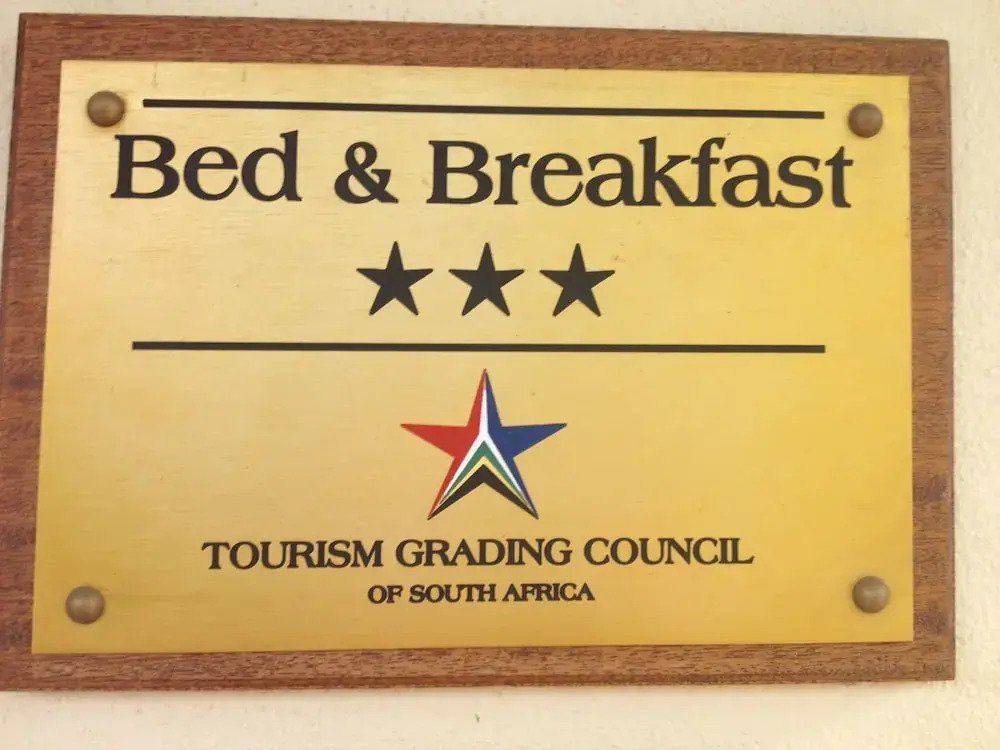 Bed & Breakfast
TOURISM GRADING COUNCIL
OF SOUTH AFRICA